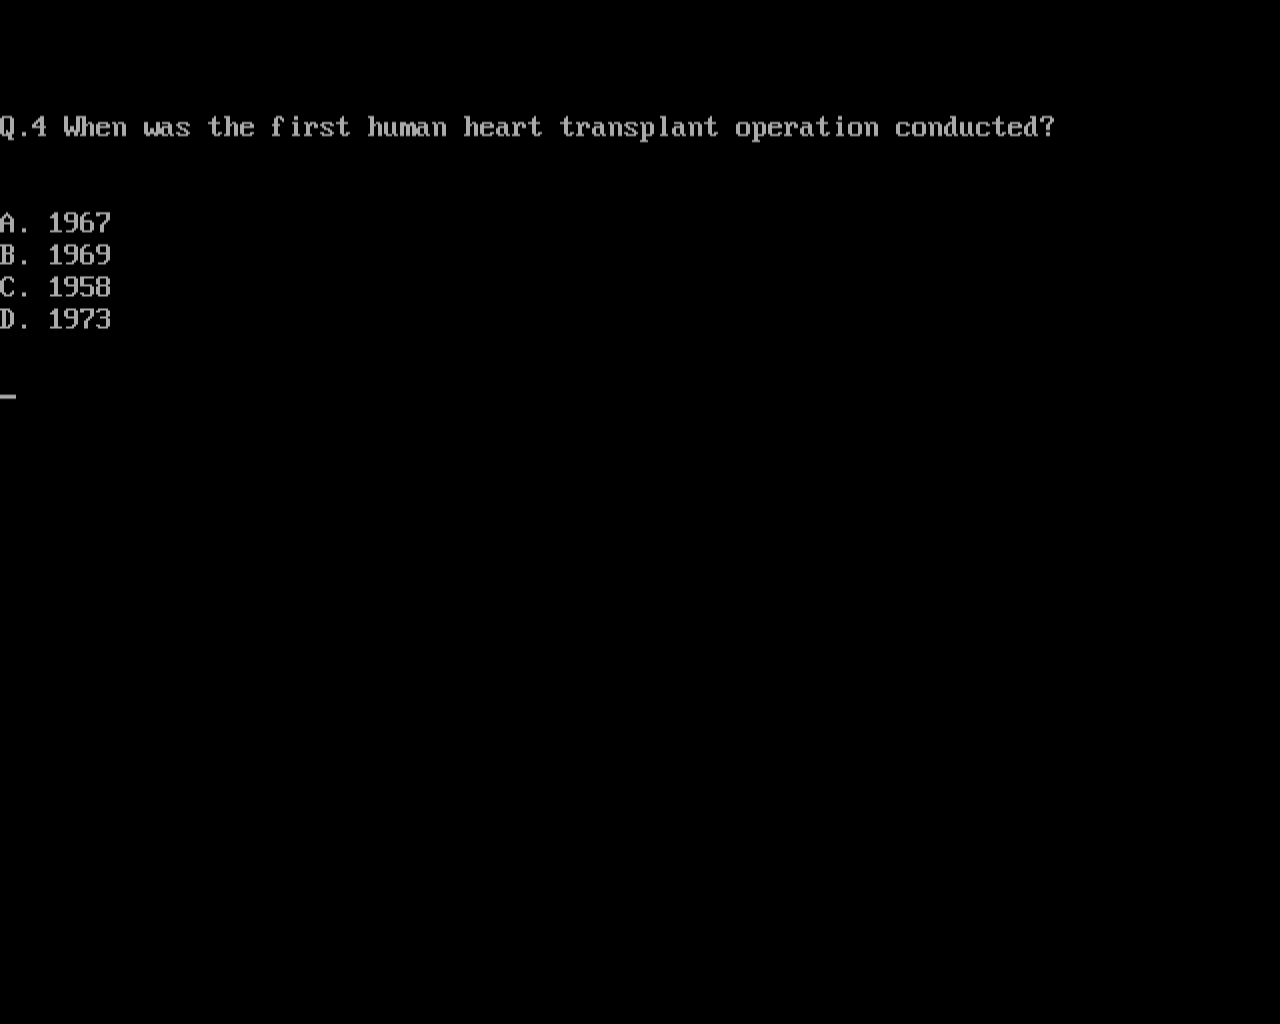 Q.4 When was the first human heart transplant operation conducted?
A. 1967
B. 1969
C. 1958
D. 1973